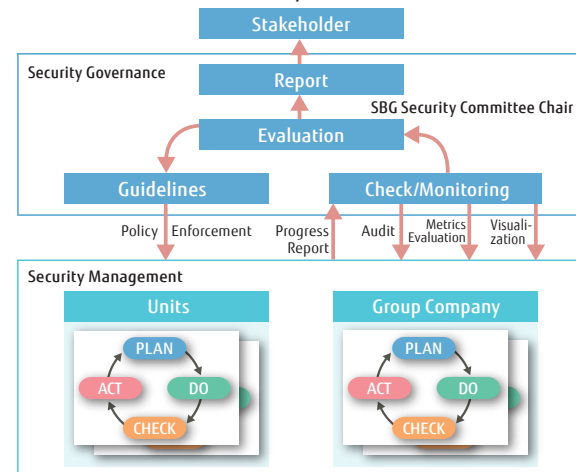 Stakeholder
Security Governance
Report
SBG Security Committee Chair
Evaluation
Guidelines
Check/Monitoring
Policy Enforcement
Progress
Report
Audit
Metrics
Evaluation
Visuali-
zation
Security Management
Units
Group Company
PLAN
ACT
DO
CHECK
PLAN
ACT
DO
CHECK